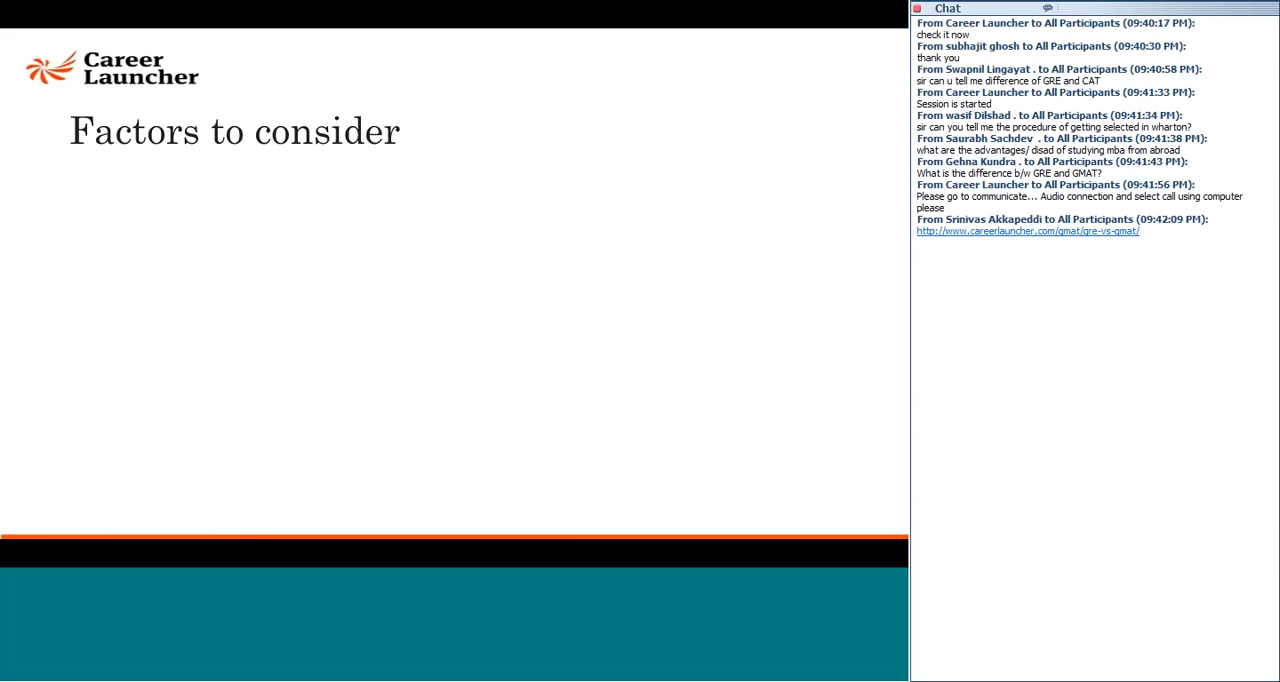 Career
Launcher
Factors to consider
Chat
From Career Launcher to All Participants (09:40:17 PM):
check it now
From subhajit ghosh to All Participants (09:40:30 PM):
thank you
From Swapnil Lingayat . to All Participants (09:40:58 PM):
sir can u tell me difference of GRE and CAT
From Career Launcher to All Participants (09:41:33 PM):
Session is started
From wasif Dilshad . to All Participants (09:41:34 PM):
sir can you tell me the procedure of getting selected in wharton?
From Saurabh Sachdev . to All Participants (09:41:38 PM):
what are the advantages/ disad of studying mba from abroad
From Gehna Kundra . to All Participants (09:41:43 PM):
What is the difference b/w GRE and GMAT?
From Career Launcher to All Participants (09:41:56 PM):
Please go to communicate... Audio connection and select call using computer
please
From Srinivas Akkapeddi to All Participants (09:42:09 PM):
http://www.careerlauncher.com/gmat/gre-vs-gmat/